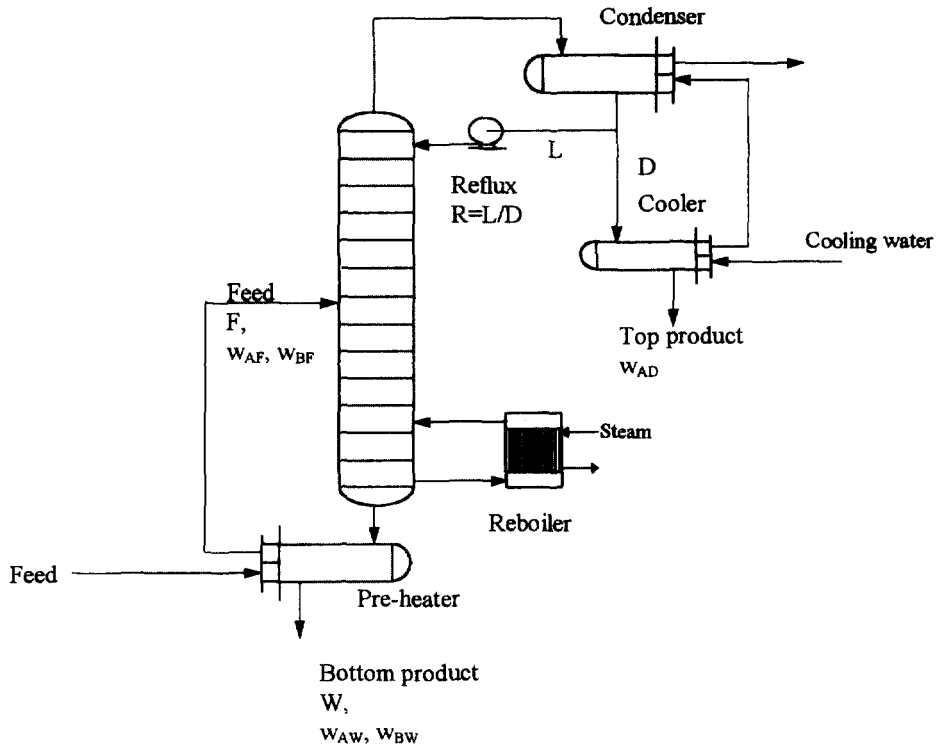 Condenser
L
D
Reflux
R=L/D
Cooler
Cooling water
Feed
F,
wAF, wBF
Top product
wAD
Steam
Reboiler
Feed
Pre-heater
Bottom product
W,
wAW, wBW